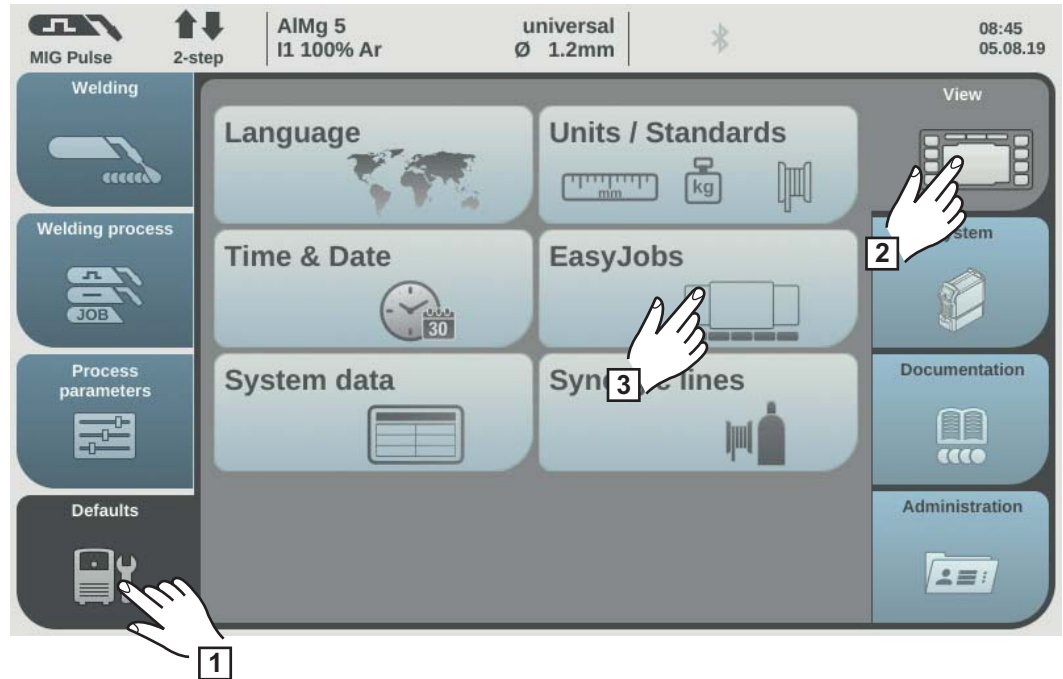 MIG Pulse
2-step
AlMg 5 universal
I1 100% Ar Ø 1.2mm
08:45
05.08.19
Welding
Welding process
JOB
Process
parameters
Defaults
Language
Units / Standards
mm
kg
Time & Date
30
EasyJobs
System data
lines
View
Documentation
Administration
1
2
3